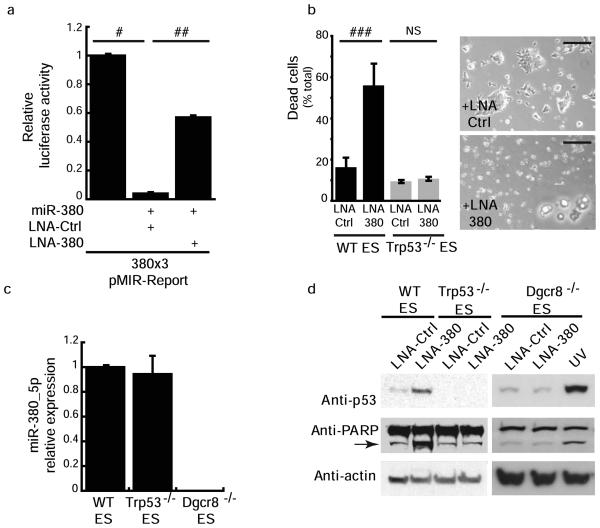 a
# ##
Relative luciferase activity
1.2
1
0.8
0.6
0.4
0.2
0
miR-380 + +
LNA-Ctrl +
LNA-380 +
380x3
pMIR-Report
b
### NS
Dead cells
(% total)
80
60
40
20
0
LNA Ctrl
LNA 380
LNA Ctrl
LNA 380
WT ES Trp53-/- ES
+LNA
Ctrl
+LNA
380
c
miR-380_5p
relative expression
1.2
1
0.8
0.6
0.4
0.2
0
WT ES
Trp53-/- ES
Dgcr8-/- ES
d
WT ES
Trp53-/- ES
Dgcr8-/- ES
LNA-Ctrl
LNA-380
LNA-Ctrl
LNA-380
LNA-Ctrl
LNA-380
UV
Anti-p53
Anti-PARP
Anti-actin